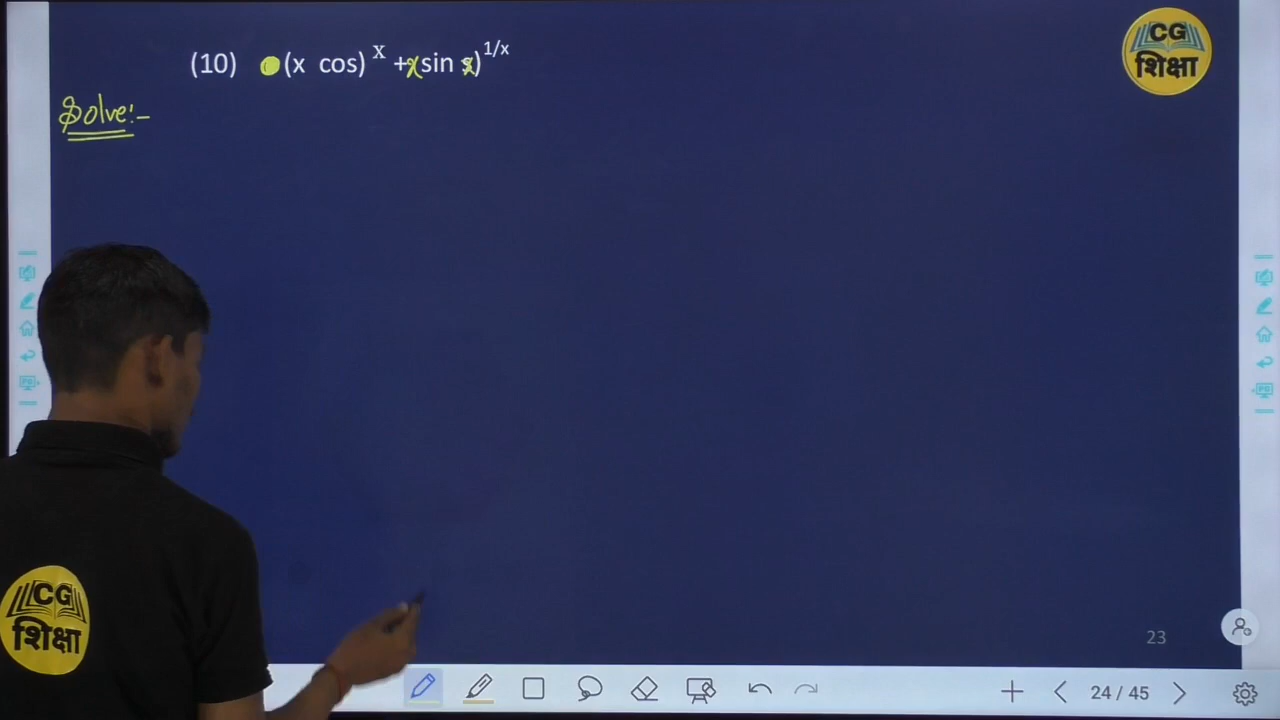 (10) (x cos) x + x sin x) 1/x
Solve:-
CG
शिक्षा
CG
शिक्षा
23
24 / 45